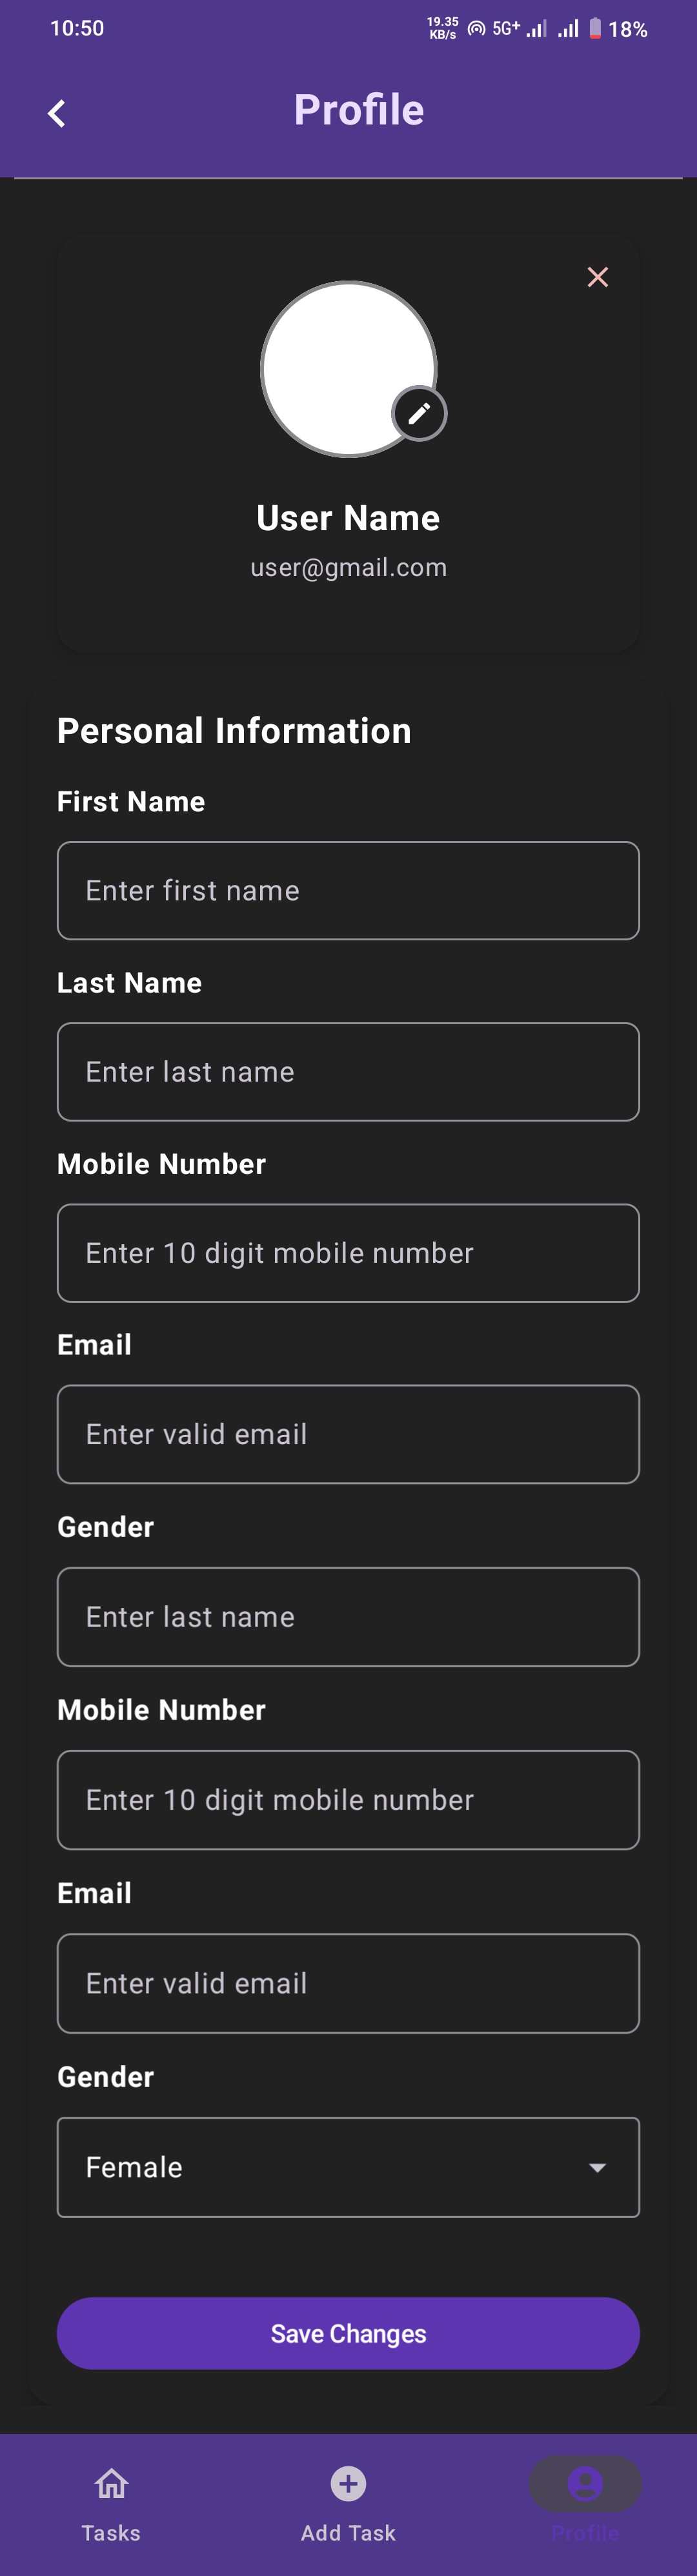 10:50
19.35
KB/s
5G+
18%
Profile
User Name
user@gmail.com
Personal Information
First Name
Enter first name
Last Name
Enter last name
Mobile Number
Enter 10 digit mobile number
Email
Enter valid email
Gender
Enter last name
Mobile Number
Enter 10 digit mobile number
Email
Enter valid email
Gender
Female
Save Changes
Tasks
Add Task
Profile